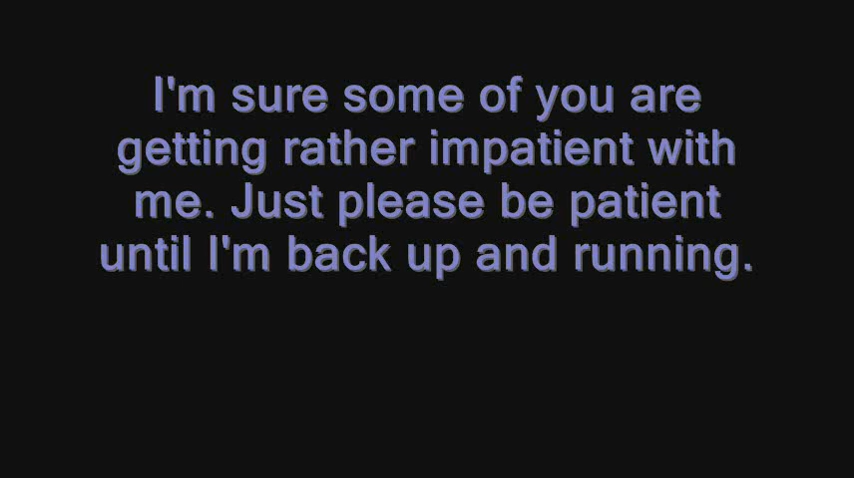 I'm sure some of you are
getting rather impatient with
me. Just please be patient
until I'm back up and running.